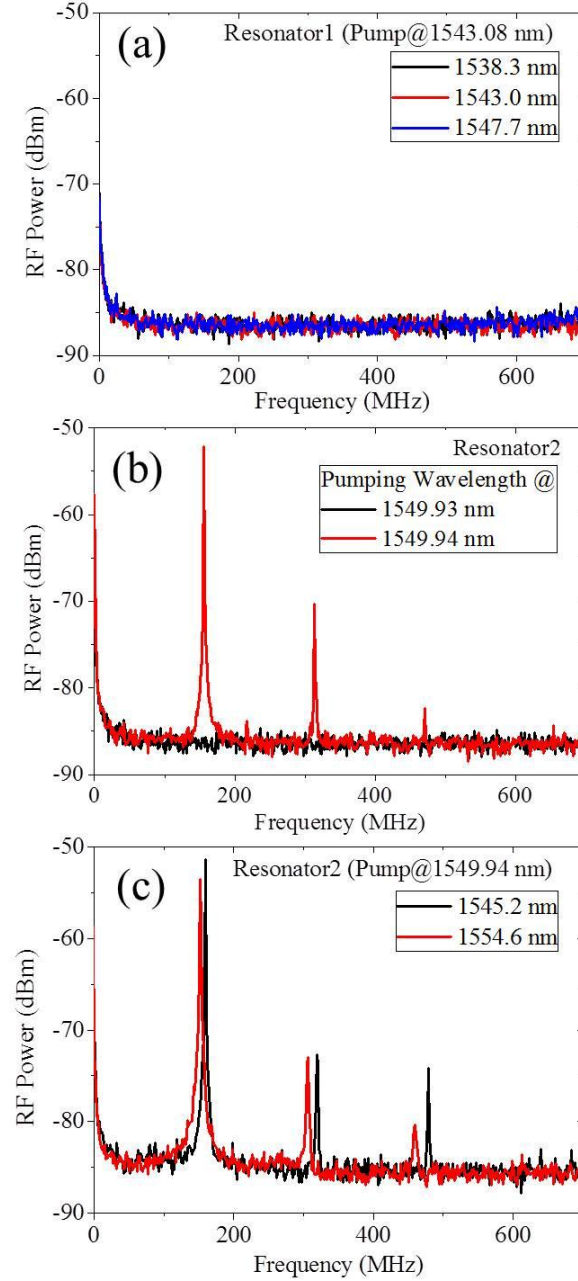 (a)
Resonator1 (Pump@1543.08 nm)
1538.3 nm
1543.0 nm
1547.7 nm
RF Power (dBm)
-50
-60
-70
-80
-90
0
200
400
600
Frequency (MHz)
(b)
Resonator2
Pumping Wavelength @
1549.93 nm
1549.94 nm
RF Power (dBm)
-50
-60
-70
-80
-90
0
200
400
600
Frequency (MHz)
(c)
Resonator2 (Pump@1549.94 nm)
1545.2 nm
1554.6 nm
RF Power (dBm)
-50
-60
-70
-80
-90
0
200
400
600
Frequency (MHz)